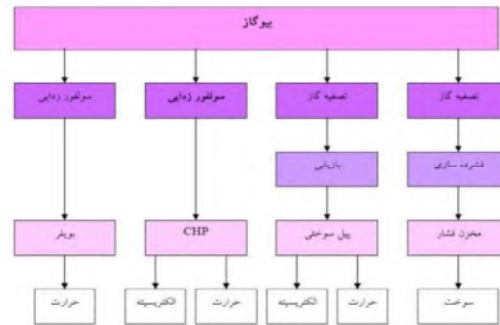 بیوگاز
تصفیه گاز
تصفیه گاز
سولفور زدایی
سولفور زدایی
فشرده سازی
بازیابی
مخزن فشار
پیل سوختی
CHP
بویلر
سوخت
حرارت
الکتریسیته
حرارت
الکتریسیته
حرارت